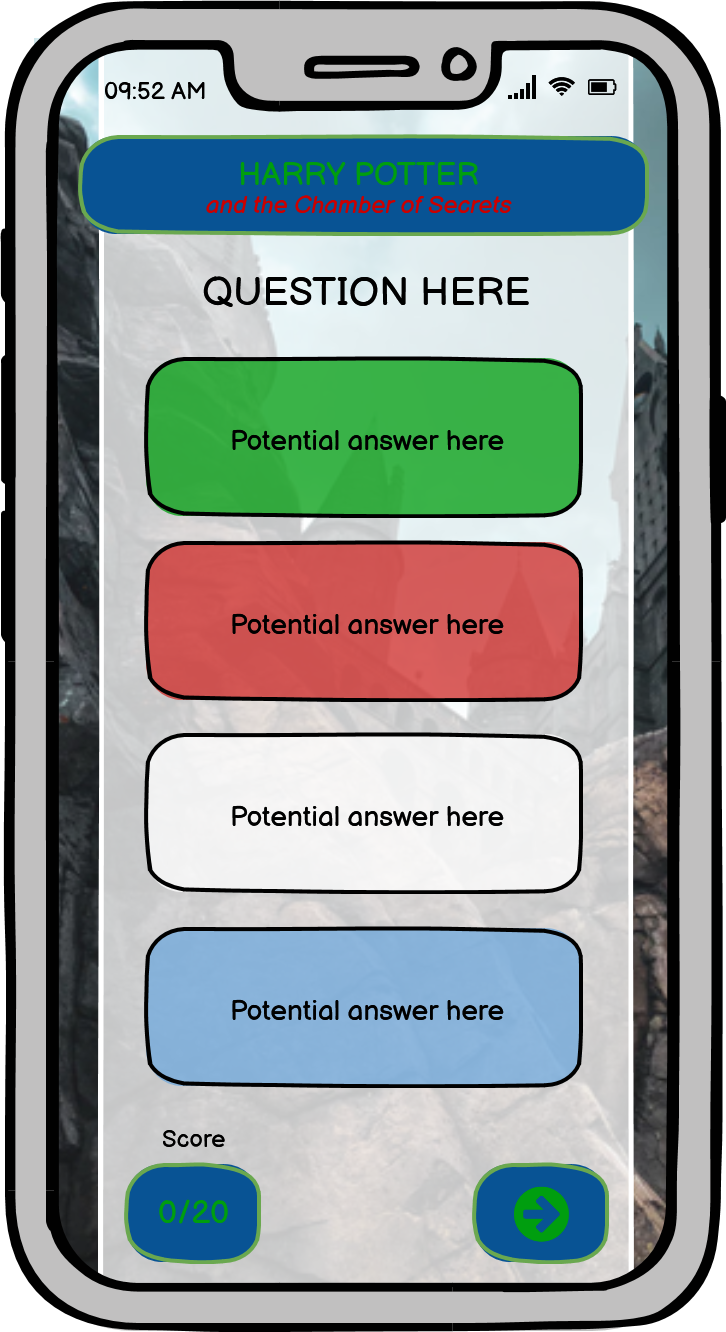 09:52 AM
HARRY POTTER
and the Chamber of Secrets
QUESTION HERE
Potential answer here
Potential answer here
Potential answer here
Potential answer here
Score
0/20